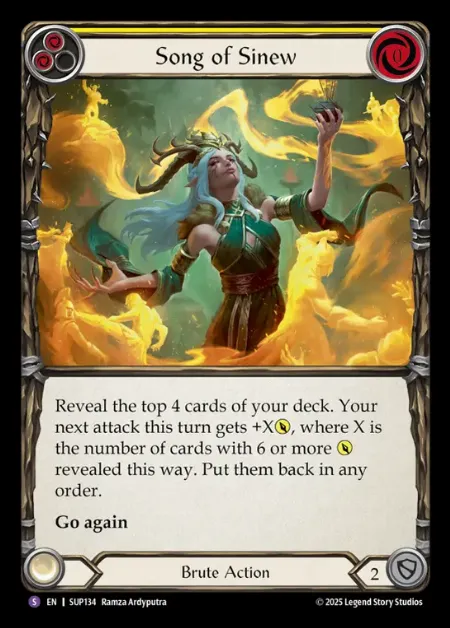 Song of Sinew
0
Reveal the top 4 cards of your deck. Your
next attack this turn gets +X, where X is
the number of cards with 6 or more
revealed this way. Put them back in any
order.
Go again
Brute Action
2
S EN | SUP134 Ramza Ardyputra
© 2025 Legend Story Studios